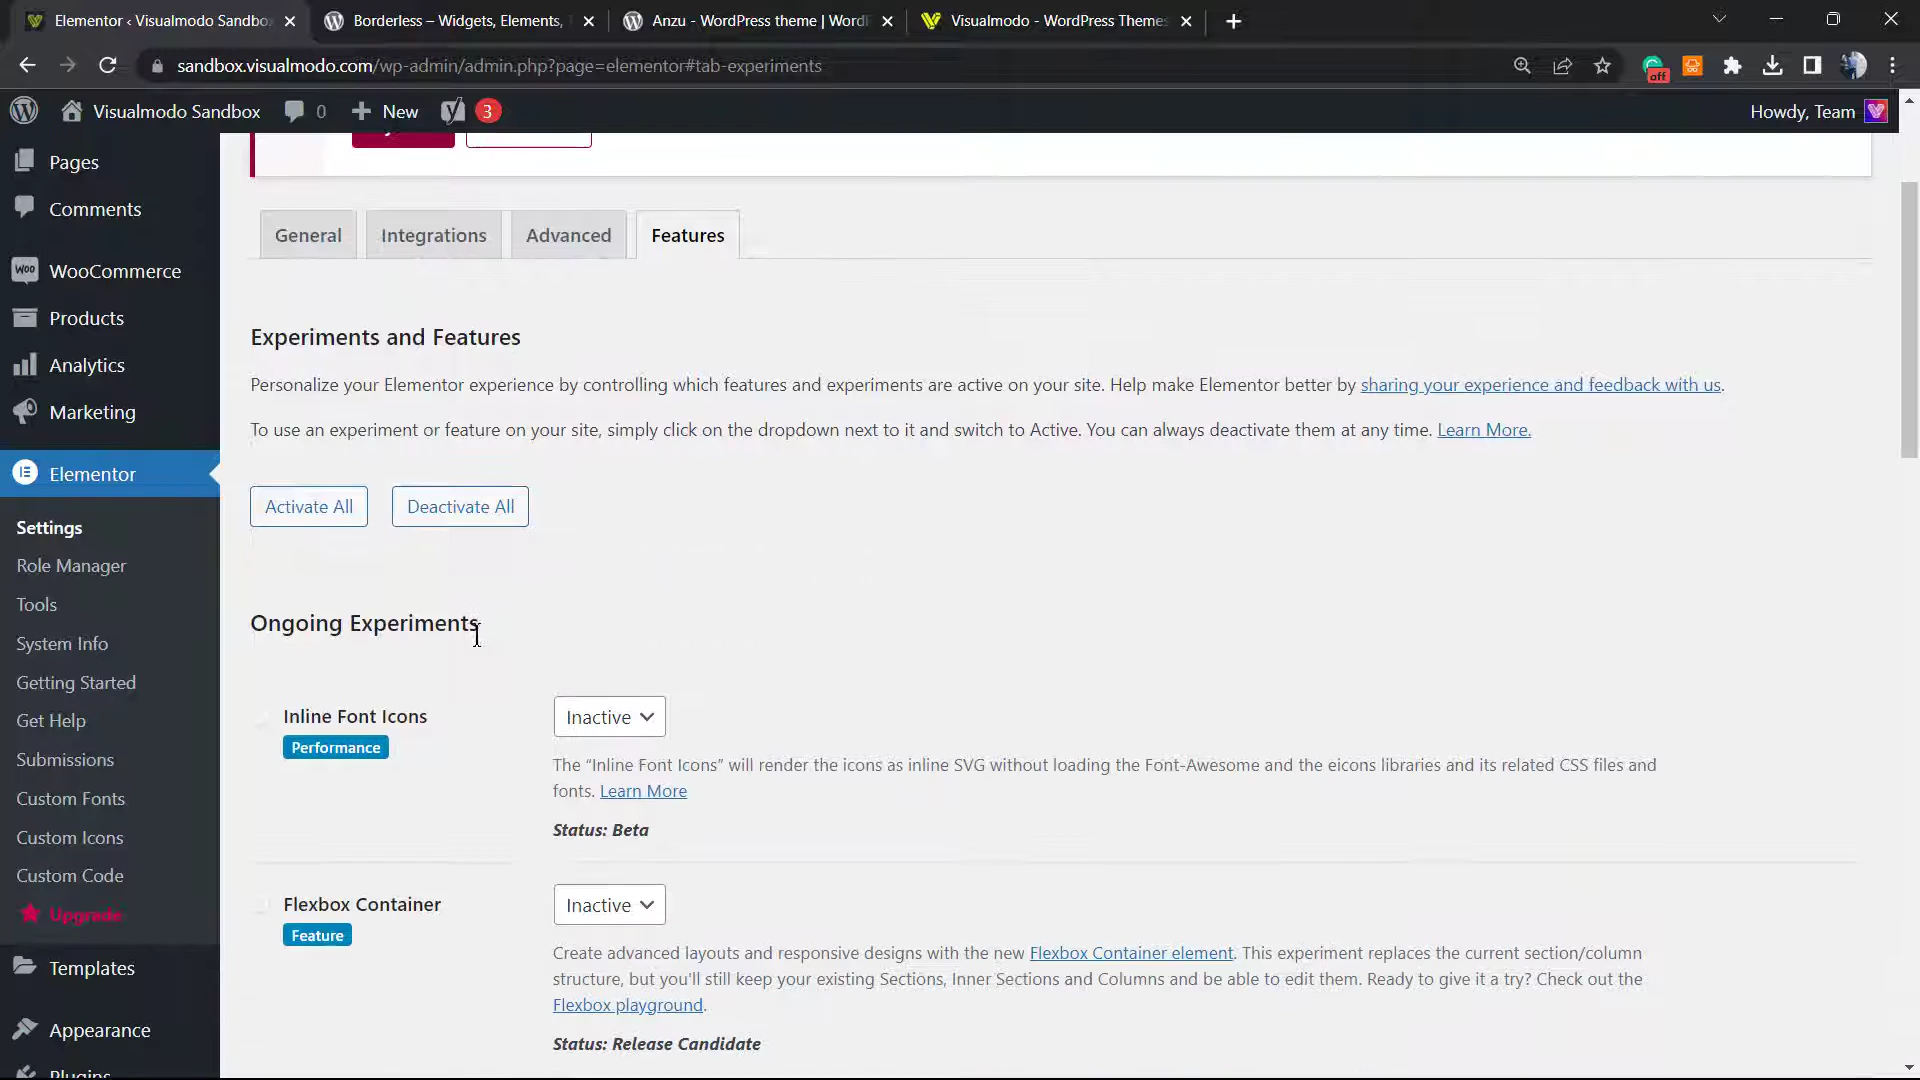 Elementor ‹ Visualmodo Sandbo
Borderless – Widgets, Elements,
Anzu - WordPress theme | Word
Visualmodo - WordPress Themes
sandbox.visualmodo.com/wp-admin/admin.php?page=elementor#tab-experiments
off
Visualmodo Sandbox
0
New
3
Howdy, Team
Pages
Comments
WooCommerce
Products
Analytics
Marketing
Elementor
Settings
Role Manager
Tools
System Info
Getting Started
Get Help
Submissions
Custom Fonts
Custom Icons
Custom Code
Upgrade
Templates
Appearance
Plugins
General
Integrations
Advanced
Features
Experiments and Features
Personalize your Elementor experience by controlling which features and experiments are active on your site. Help make Elementor better by sharing your experience and feedback with us.
To use an experiment or feature on your site, simply click on the dropdown next to it and switch to Active. You can always deactivate them at any time. Learn More.
Activate All
Deactivate All
Ongoing Experiments
Inline Font Icons
Performance
Inactive
The “Inline Font Icons” will render the icons as inline SVG without loading the Font-Awesome and the eicons libraries and its related CSS files and
fonts. Learn More
Status: Beta
Flexbox Container
Feature
Inactive
Create advanced layouts and responsive designs with the new Flexbox Container element. This experiment replaces the current section/column
structure, but you'll still keep your existing Sections, Inner Sections and Columns and be able to edit them. Ready to give it a try? Check out the
Flexbox playground.
Status: Release Candidate